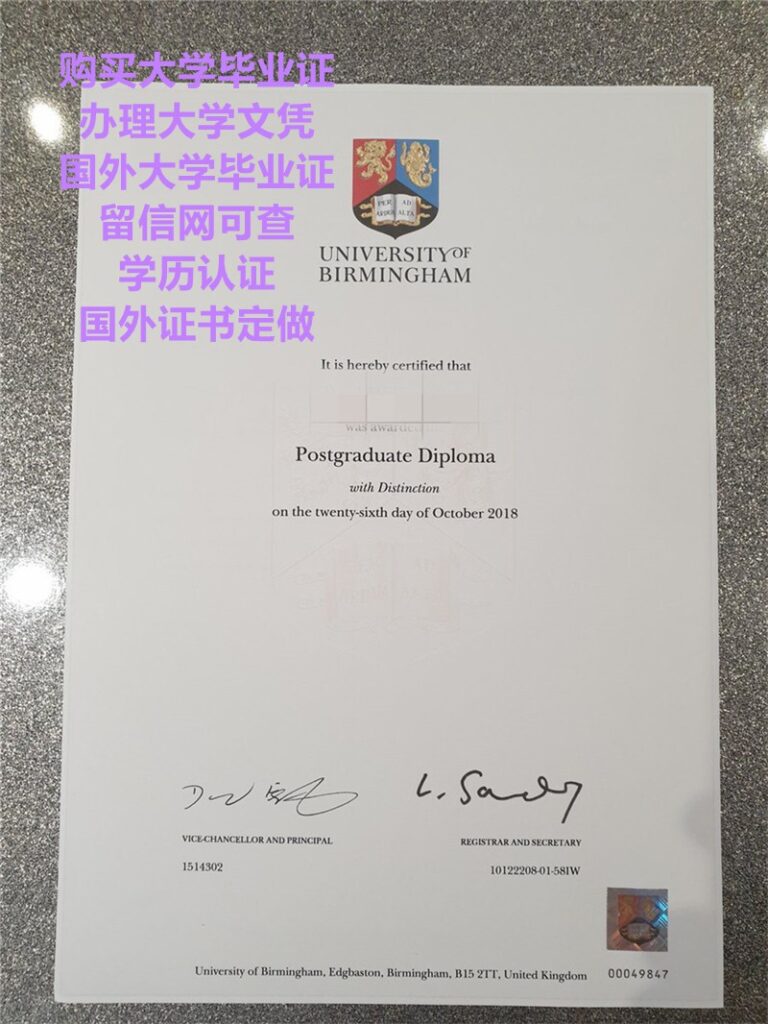 购买大学毕业证
办理大学文凭
国外大学毕业证
留信网可查
学历认证
国外证书定做
PER AD
ARDUA ALTA
UNIVERSITY OF
BIRMINGHAM
It is hereby certified that
was awarded
Postgraduate Diploma
with Distinction
on the twenty-sixth day of October 2018
L. Sandy
VICE-CHANCELLOR AND PRINCIPAL
REGISTRAR AND SECRETARY
1514302
10122208-01-58IW
University of Birmingham, Edgbaston, Birmingham, B15 2TT, United Kingdom
00049847